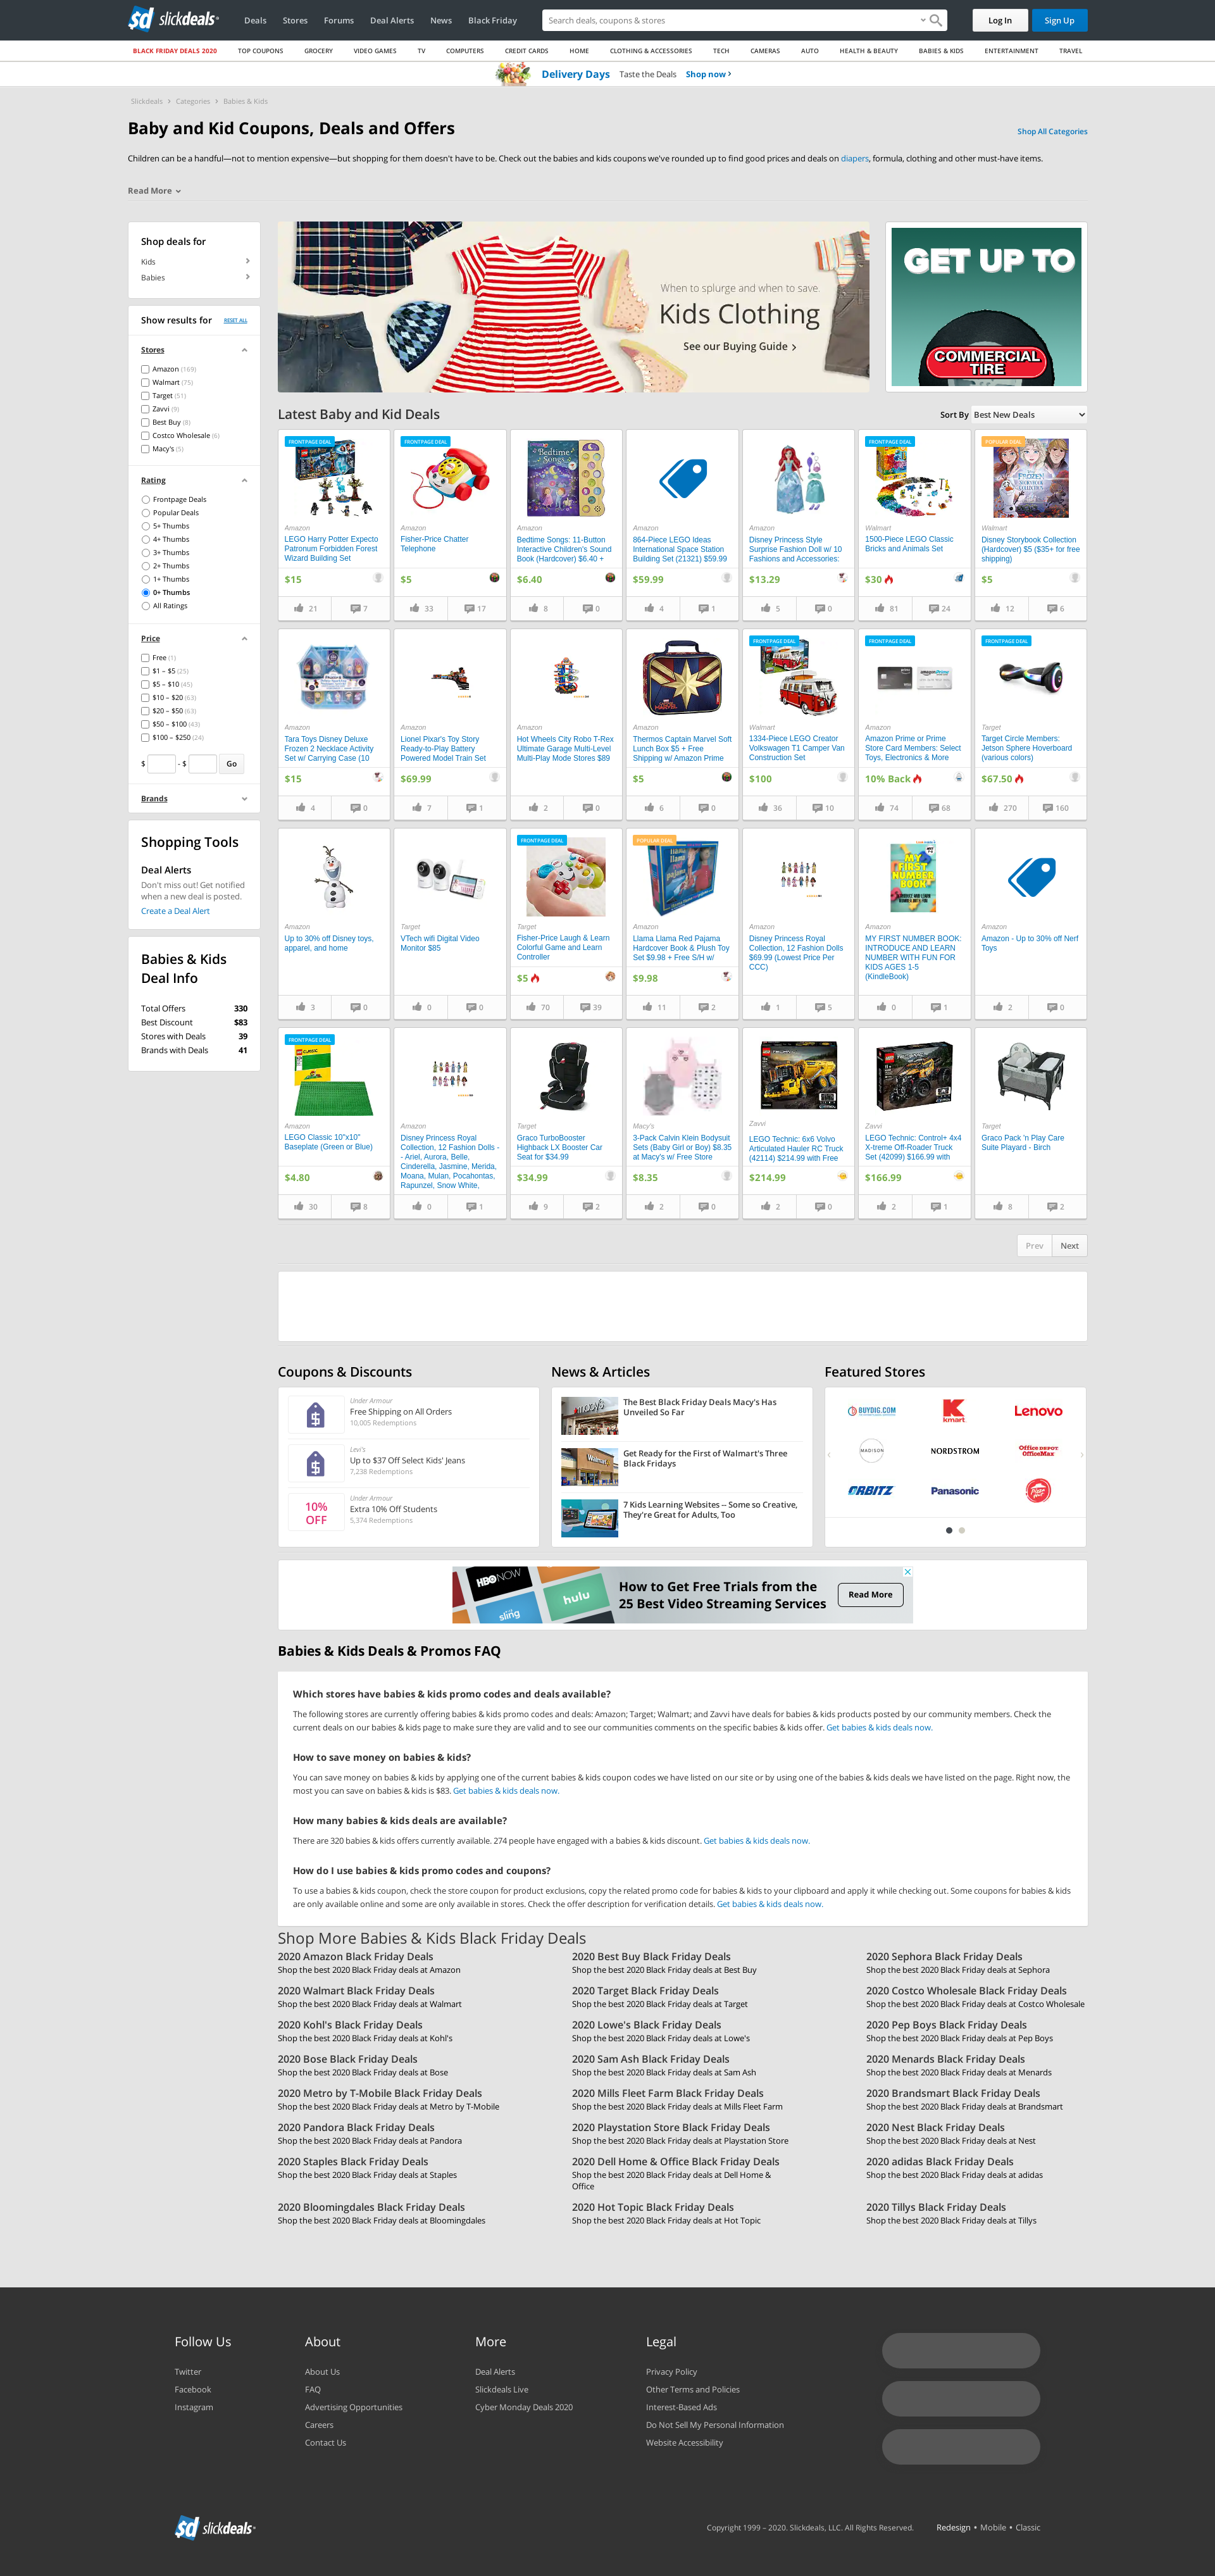 slickdeals
Deals Stores Forums Deal Alerts News Black Friday
Search deals, coupons & stores
Log In
Sign Up
BLACK FRIDAY DEALS 2020 TOP COUPONS GROCERY VIDEO GAMES TV COMPUTERS CREDIT CARDS HOME CLOTHING & ACCESSORIES TECH CAMERAS AUTO HEALTH & BEAUTY BABIES & KIDS ENTERTAINMENT TRAVEL
Delivery Days Taste the Deals Shop now
Slickdeals Categories Babies & Kids
Baby and Kid Coupons, Deals and Offers
Shop All Categories
Children can be a handful—not to mention expensive—but shopping for them doesn't have to be. Check out the babies and kids coupons we've rounded up to find good prices and deals on diapers, formula, clothing and other must-have items.
Read More
Shop deals for
Kids
Babies
Show results for RESET ALL
Stores
Amazon (169)
Walmart (75)
Target (51)
Zavvi (9)
Best Buy (8)
Costco Wholesale (6)
Macy's (5)
Rating
Frontpage Deals
Popular Deals
5+ Thumbs
4+ Thumbs
3+ Thumbs
2+ Thumbs
1+ Thumbs
0+ Thumbs
All Ratings
Price
Free (1)
$1 – $5 (25)
$5 – $10 (45)
$10 – $20 (63)
$20 – $50 (63)
$50 – $100 (43)
$100 – $250 (24)
$ - $ Go
Brands
Shopping Tools
Deal Alerts
Don't miss out! Get notified
when a new deal is posted.
Create a Deal Alert
Babies & Kids
Deal Info
Total Offers 330
Best Discount $83
Stores with Deals 39
Brands with Deals 41
When to splurge and when to save.
Kids Clothing
See our Buying Guide
GET UP TO
COMMERCIAL
TIRE
Latest Baby and Kid Deals
Sort By Best New Deals
FRONTPAGE DEAL
Amazon
LEGO Harry Potter Expecto
Patronum Forbidden Forest
Wizard Building Set
$15
21 7
FRONTPAGE DEAL
Amazon
Fisher-Price Chatter
Telephone
$5
33 17
Bedtime Songs
Amazon
Bedtime Songs: 11-Button
Interactive Children's Sound
Book (Hardcover) $6.40 +
$6.40
8 0
Amazon
864-Piece LEGO Ideas
International Space Station
Building Set (21321) $59.99
$59.99
4 1
Amazon
Disney Princess Style
Surprise Fashion Doll w/ 10
Fashions and Accessories:
$13.29
5 0
FRONTPAGE DEAL
Walmart
1500-Piece LEGO Classic
Bricks and Animals Set
$30
81 24
POPULAR DEAL
FROZEN
Walmart
Disney Storybook Collection
(Hardcover) $5 ($35+ for free
shipping)
$5
12 6
Amazon
Tara Toys Disney Deluxe
Frozen 2 Necklace Activity
Set w/ Carrying Case (10
$15
4 0
Amazon
Lionel Pixar's Toy Story
Ready-to-Play Battery
Powered Model Train Set
$69.99
7 1
Amazon
Hot Wheels City Robo T-Rex
Ultimate Garage Multi-Level
Multi-Play Mode Stores $89
2 0
Amazon
Thermos Captain Marvel Soft
Lunch Box $5 + Free
Shipping w/ Amazon Prime
$5
6 0
FRONTPAGE DEAL
Walmart
1334-Piece LEGO Creator
Volkswagen T1 Camper Van
Construction Set
$100
36 10
FRONTPAGE DEAL
Amazon
Amazon Prime or Prime
Store Card Members: Select
Toys, Electronics & More
10% Back
74 68
FRONTPAGE DEAL
Target
Target Circle Members:
Jetson Sphere Hoverboard
(various colors)
$67.50
270 160
Amazon
Up to 30% off Disney toys,
apparel, and home
3 0
Target
VTech wifi Digital Video
Monitor $85
0 0
FRONTPAGE DEAL
Target
Fisher-Price Laugh & Learn
Colorful Game and Learn
Controller
$5
70 39
POPULAR DEAL
Amazon
Llama Llama Red Pajama
Hardcover Book & Plush Toy
Set $9.98 + Free S/H w/
$9.98
11 2
Amazon
Disney Princess Royal
Collection, 12 Fashion Dolls
$69.99 (Lowest Price Per
CCC)
1 5
MY FIRST
NUMBER
BOOK
Amazon
MY FIRST NUMBER BOOK:
INTRODUCE AND LEARN
NUMBER WITH FUN FOR
KIDS AGES 1-5
(KindleBook)
0 1
Amazon
Amazon - Up to 30% off Nerf
Toys
2 0
FRONTPAGE DEAL
CLASSIC
Amazon
LEGO Classic 10"x10"
Baseplate (Green or Blue)
$4.80
30 8
Amazon
Disney Princess Royal
Collection, 12 Fashion Dolls -
- Ariel, Aurora, Belle,
Cinderella, Jasmine, Merida,
Moana, Mulan, Pocahontas,
Rapunzel, Snow White,
0 1
Target
Graco TurboBooster
Highback LX Booster Car
Seat for $34.99
$34.99
9 2
Macy's
3-Pack Calvin Klein Bodysuit
Sets (Baby Girl or Boy) $8.35
at Macy's w/ Free Store
$8.35
2 0
Zavvi
LEGO Technic: 6x6 Volvo
Articulated Hauler RC Truck
(42114) $214.99 with Free
$214.99
2 0
Zavvi
LEGO Technic: Control+ 4x4
X-treme Off-Roader Truck
Set (42099) $166.99 with
$166.99
2 1
Target
Graco Pack 'n Play Care
Suite Playard - Birch
8 2
Prev Next
Coupons & Discounts
Under Armour
Free Shipping on All Orders
10,005 Redemptions
Levi's
Up to $37 Off Select Kids' Jeans
7,238 Redemptions
10%
OFF
Under Armour
Extra 10% Off Students
5,374 Redemptions
News & Articles
The Best Black Friday Deals Macy's Has
Unveiled So Far
Get Ready for the First of Walmart's Three
Black Fridays
7 Kids Learning Websites -- Some so Creative,
They're Great for Adults, Too
Featured Stores
BUYDIG.COM
Kmart
Lenovo
MADISON
NORDSTROM
Office DEPOT
OfficeMax
ORBITZ
Panasonic
HBO NOW
sling
hulu
How to Get Free Trials from the
25 Best Video Streaming Services
Read More
Babies & Kids Deals & Promos FAQ
Which stores have babies & kids promo codes and deals available?
The following stores are currently offering babies & kids promo codes and deals: Amazon; Target; Walmart; and Zavvi have deals for babies & kids products posted by our community members. Check the
current deals on our babies & kids page to make sure they are valid and to see our communities comments on the specific babies & kids offer. Get babies & kids deals now.
How to save money on babies & kids?
You can save money on babies & kids by applying one of the current babies & kids coupon codes we have listed on our site or by using one of the babies & kids deals we have listed on the page. Right now, the
most you can save on babies & kids is $83. Get babies & kids deals now.
How many babies & kids deals are available?
There are 320 babies & kids offers currently available. 274 people have engaged with a babies & kids discount. Get babies & kids deals now.
How do I use babies & kids promo codes and coupons?
To use a babies & kids coupon, check the store coupon for product exclusions, copy the related promo code for babies & kids to your clipboard and apply it while checking out. Some coupons for babies & kids
are only available online and some are only available in stores. Check the offer description for verification details. Get babies & kids deals now.
Shop More Babies & Kids Black Friday Deals
2020 Amazon Black Friday Deals
Shop the best 2020 Black Friday deals at Amazon
2020 Best Buy Black Friday Deals
Shop the best 2020 Black Friday deals at Best Buy
2020 Sephora Black Friday Deals
Shop the best 2020 Black Friday deals at Sephora
2020 Walmart Black Friday Deals
Shop the best 2020 Black Friday deals at Walmart
2020 Target Black Friday Deals
Shop the best 2020 Black Friday deals at Target
2020 Costco Wholesale Black Friday Deals
Shop the best 2020 Black Friday deals at Costco Wholesale
2020 Kohl's Black Friday Deals
Shop the best 2020 Black Friday deals at Kohl's
2020 Lowe's Black Friday Deals
Shop the best 2020 Black Friday deals at Lowe's
2020 Pep Boys Black Friday Deals
Shop the best 2020 Black Friday deals at Pep Boys
2020 Bose Black Friday Deals
Shop the best 2020 Black Friday deals at Bose
2020 Sam Ash Black Friday Deals
Shop the best 2020 Black Friday deals at Sam Ash
2020 Menards Black Friday Deals
Shop the best 2020 Black Friday deals at Menards
2020 Metro by T-Mobile Black Friday Deals
Shop the best 2020 Black Friday deals at Metro by T-Mobile
2020 Mills Fleet Farm Black Friday Deals
Shop the best 2020 Black Friday deals at Mills Fleet Farm
2020 Brandsmart Black Friday Deals
Shop the best 2020 Black Friday deals at Brandsmart
2020 Pandora Black Friday Deals
Shop the best 2020 Black Friday deals at Pandora
2020 Playstation Store Black Friday Deals
Shop the best 2020 Black Friday deals at Playstation Store
2020 Nest Black Friday Deals
Shop the best 2020 Black Friday deals at Nest
2020 Staples Black Friday Deals
Shop the best 2020 Black Friday deals at Staples
2020 Dell Home & Office Black Friday Deals
Shop the best 2020 Black Friday deals at Dell Home &
Office
2020 adidas Black Friday Deals
Shop the best 2020 Black Friday deals at adidas
2020 Bloomingdales Black Friday Deals
Shop the best 2020 Black Friday deals at Bloomingdales
2020 Hot Topic Black Friday Deals
Shop the best 2020 Black Friday deals at Hot Topic
2020 Tillys Black Friday Deals
Shop the best 2020 Black Friday deals at Tillys
Follow Us
Twitter
Facebook
Instagram
About
About Us
FAQ
Advertising Opportunities
Careers
Contact Us
More
Deal Alerts
Slickdeals Live
Cyber Monday Deals 2020
Legal
Privacy Policy
Other Terms and Policies
Interest-Based Ads
Do Not Sell My Personal Information
Website Accessibility
slickdeals
Copyright 1999 – 2020. Slickdeals, LLC. All Rights Reserved. Redesign • Mobile • Classic